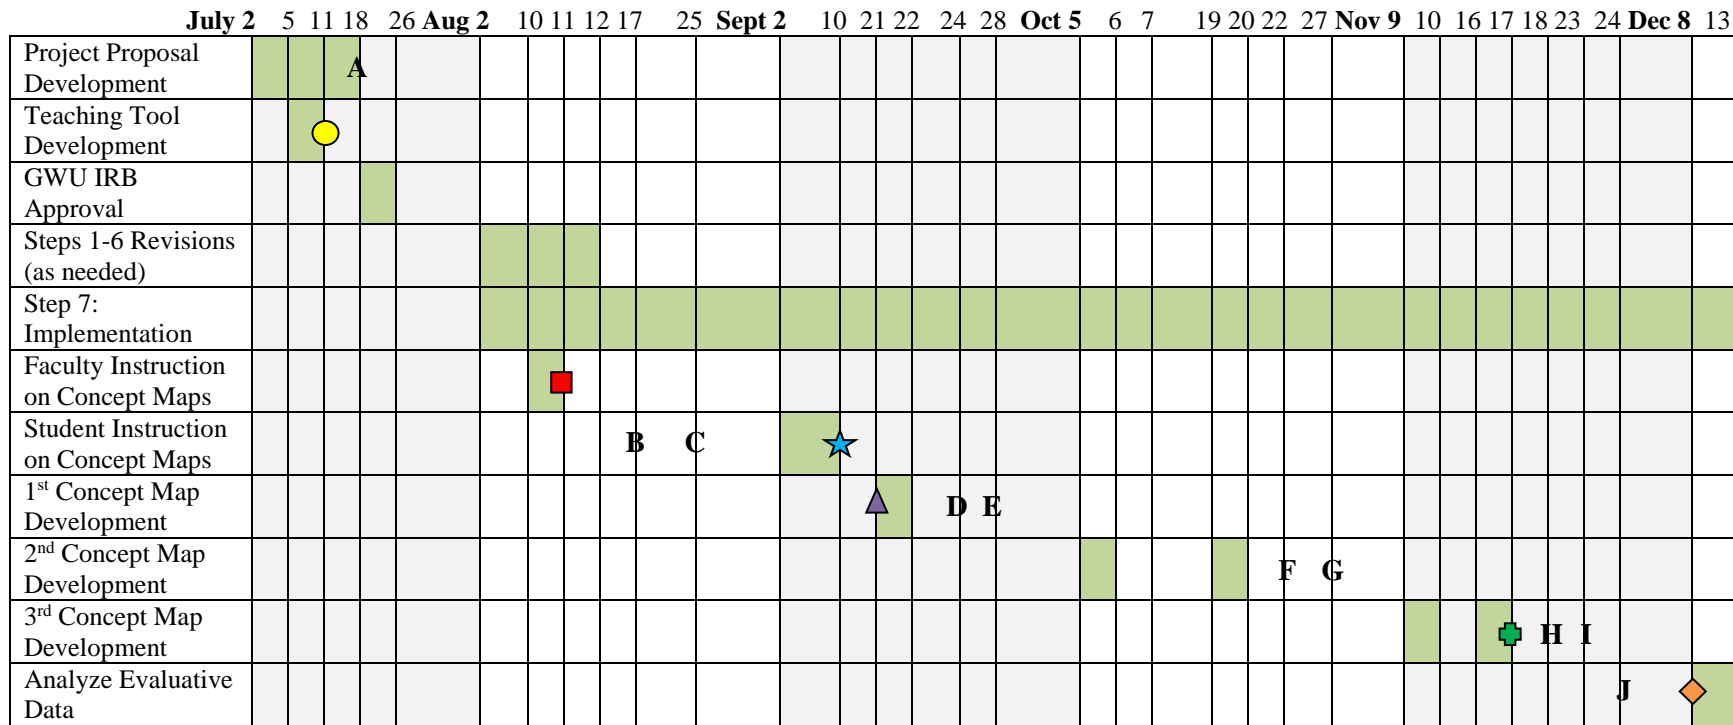 July 2 5 11 18 26 Aug 2 10 11 12 17 25 Sept 2 10 21 22 24 28 Oct 5 6 7 19 20 22 27 Nov 9 10 16 17 18 23 24 Dec 8 13
Project Proposal
Development
A
Teaching Tool
Development
GWU IRB
Approval
Steps 1-6 Revisions
(as needed)
Step 7:
Implementation
Faculty Instruction
on Concept Maps
Student Instruction
on Concept Maps
B C
1st Concept Map
Development
D E
2nd Concept Map
Development
F G
3rd Concept Map
Development
H I
Analyze Evaluative
Data
J